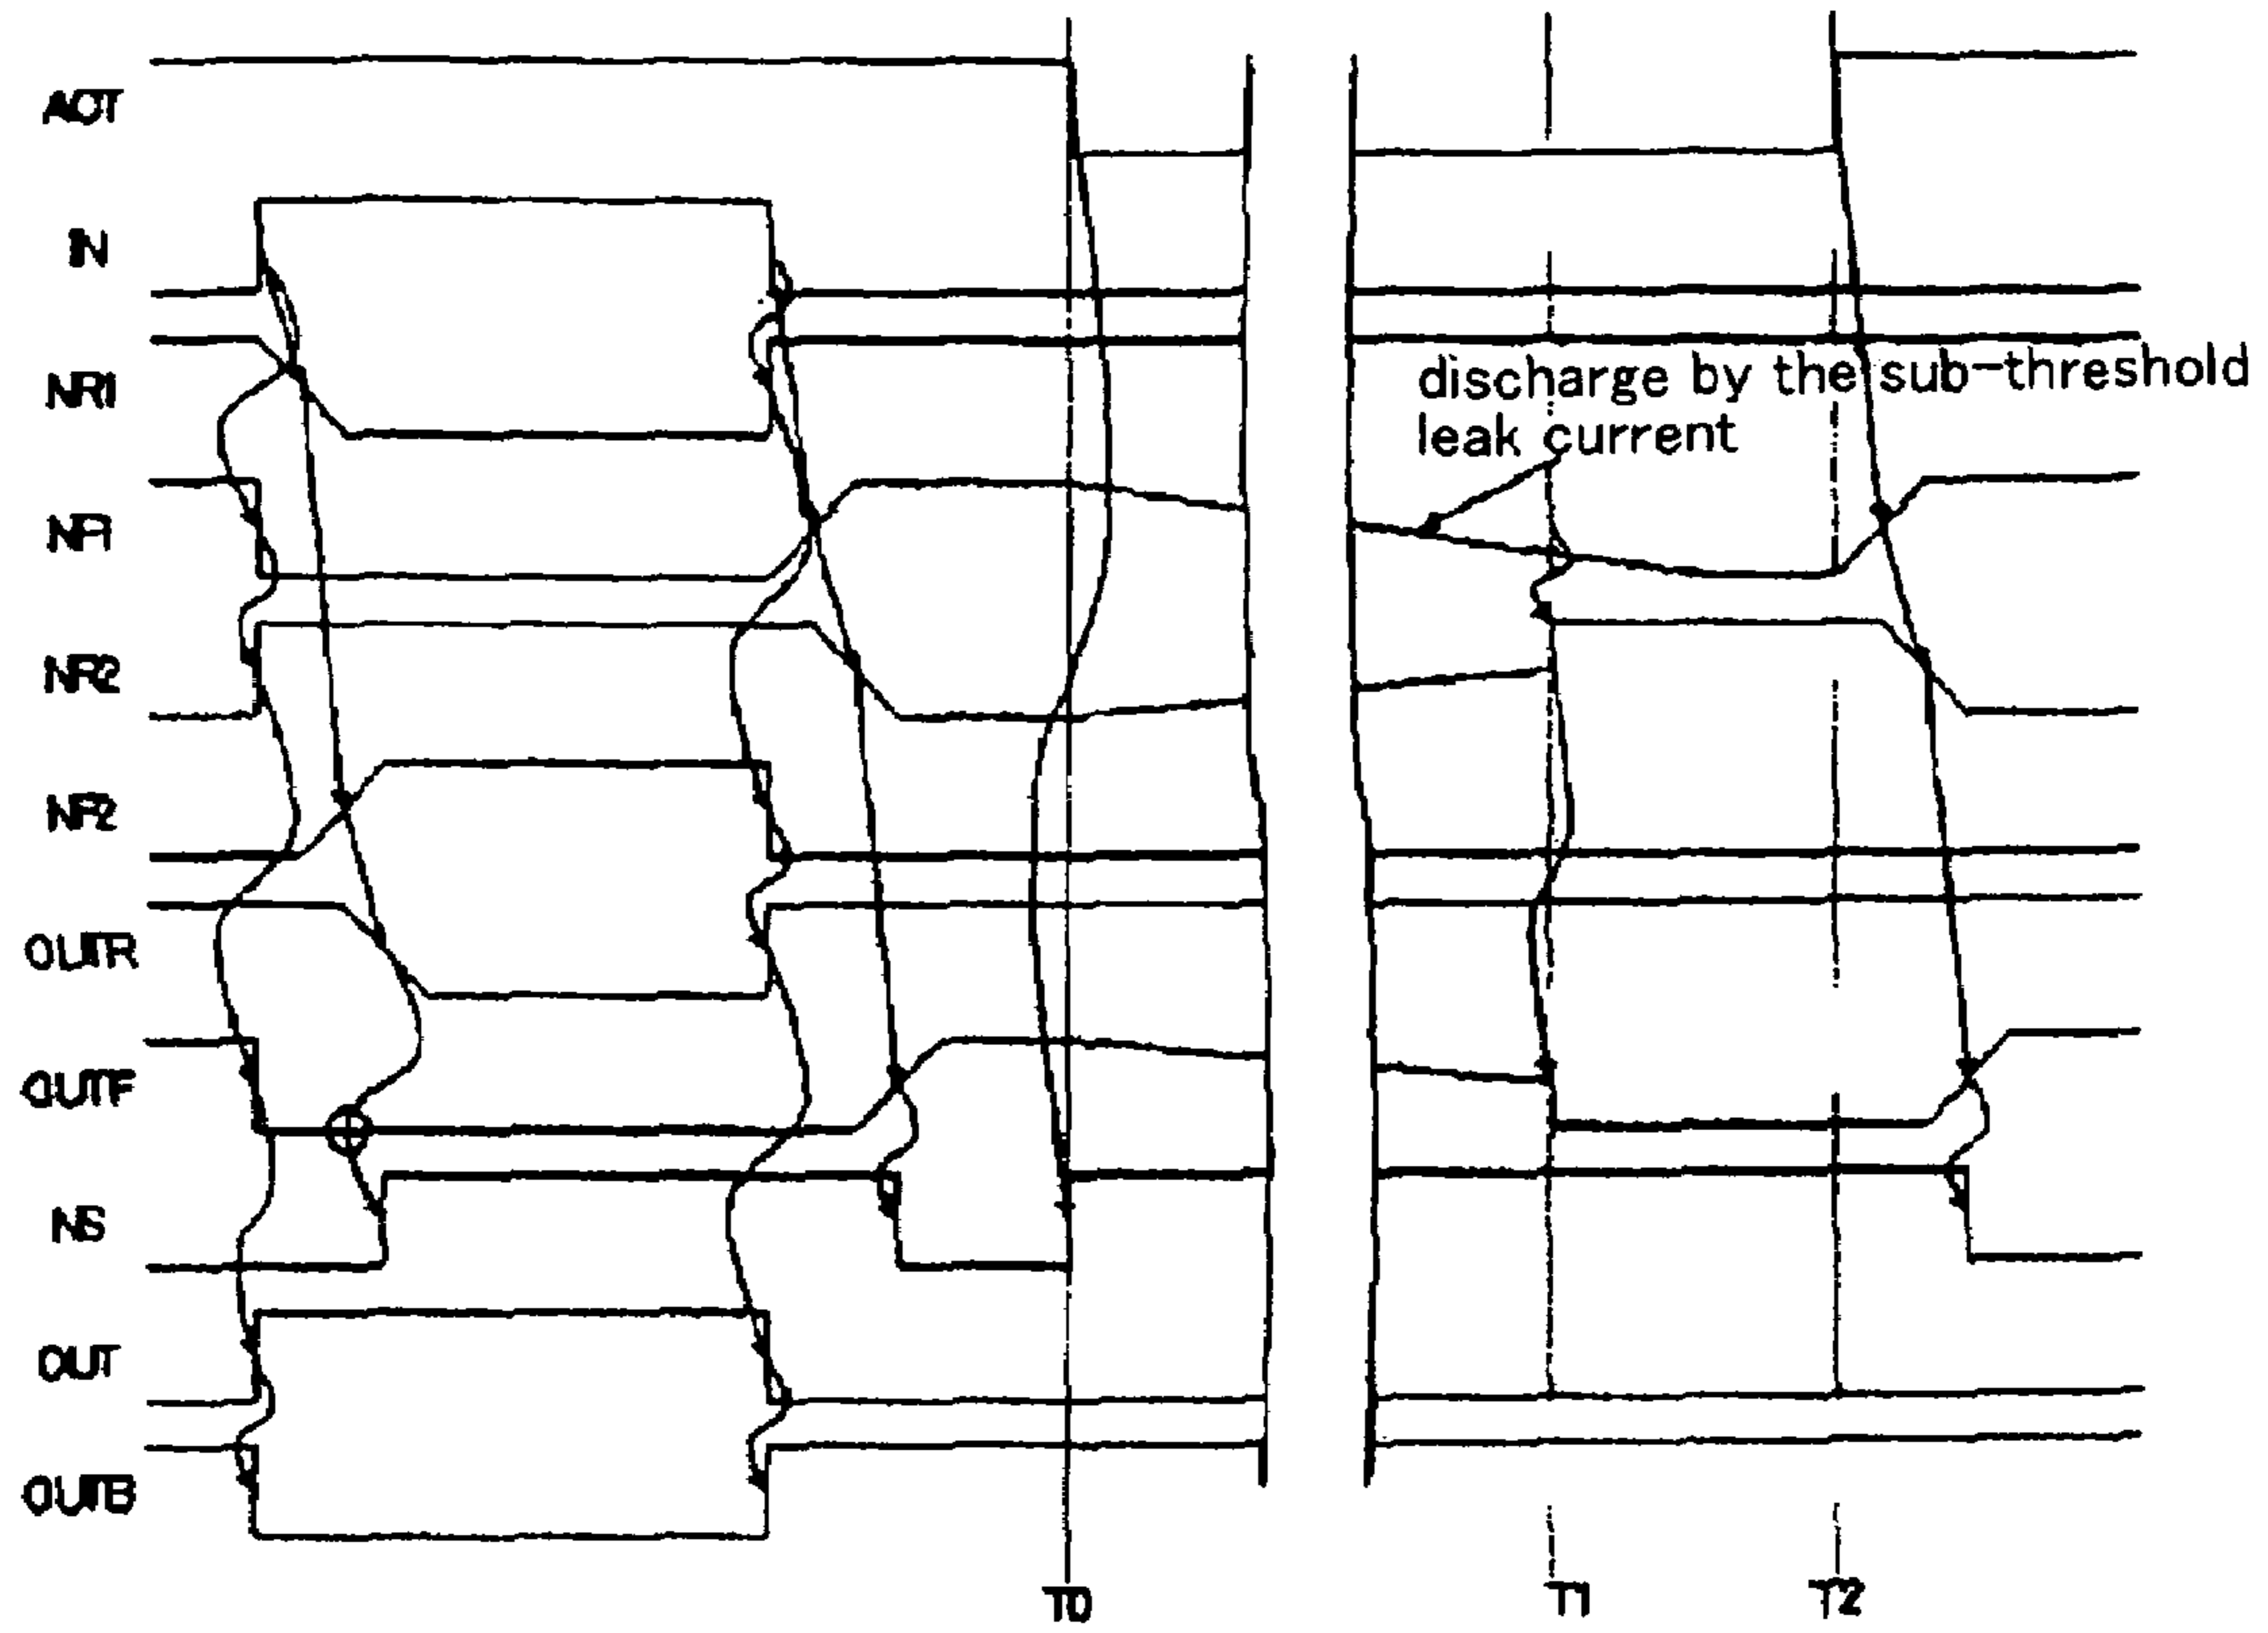 ACT
IN
NR1
discharge by the sub-threshold
leak current
NF1
NR2
NF2
OUTR
OUTF
NS
OUT
OUTB
T0
T1
T2